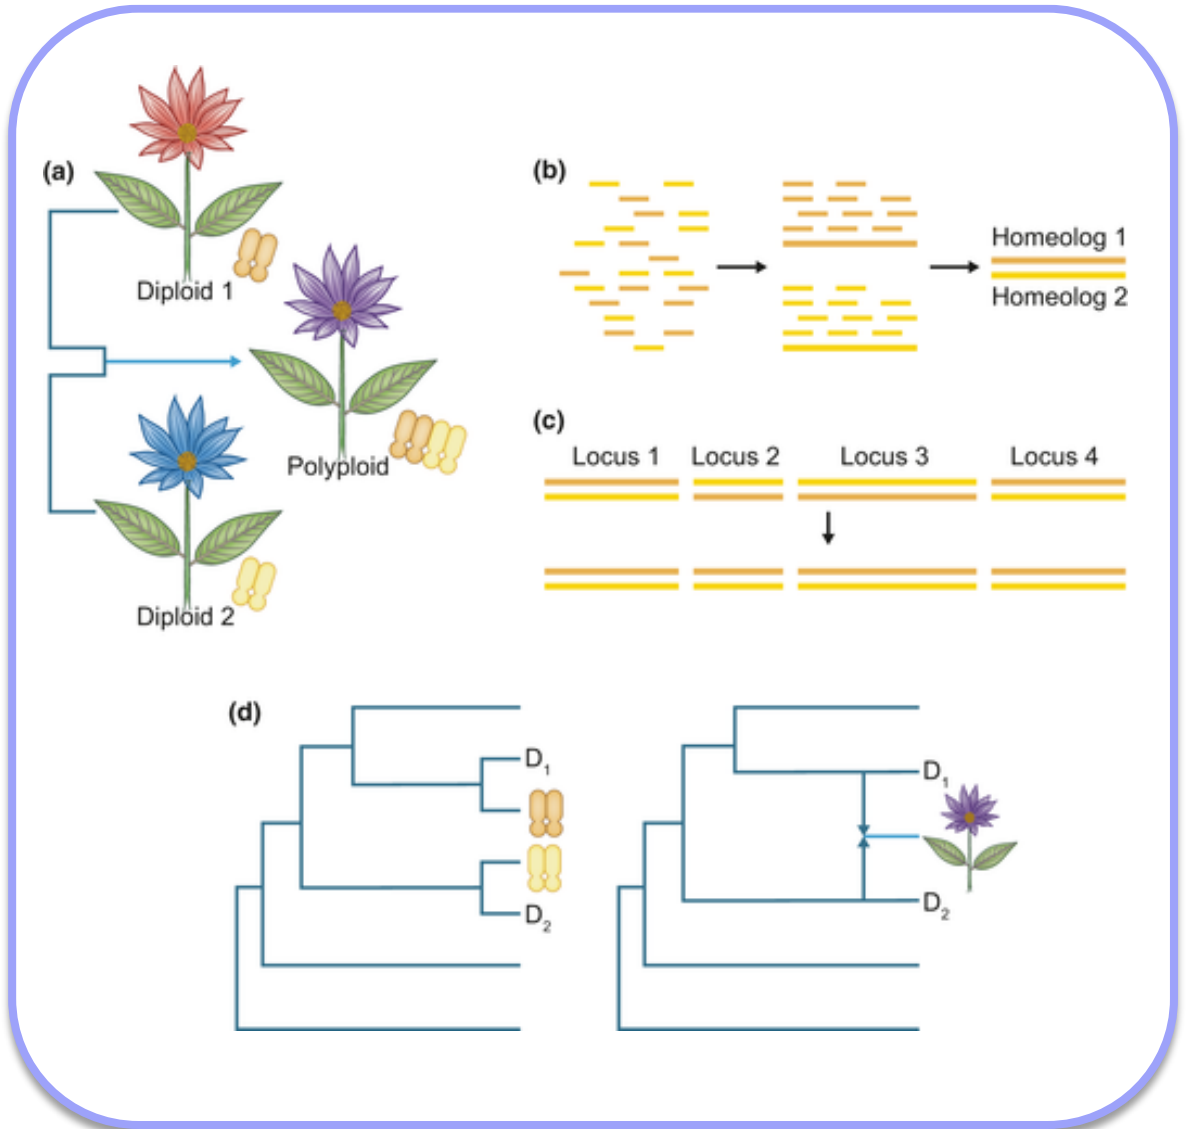 (a)
Diploid 1
Polyploid
Diploid 2
(b)
Homeolog 1
Homeolog 2
(c)
Locus 1 Locus 2 Locus 3 Locus 4
(d)
D1
D2
D1
D2